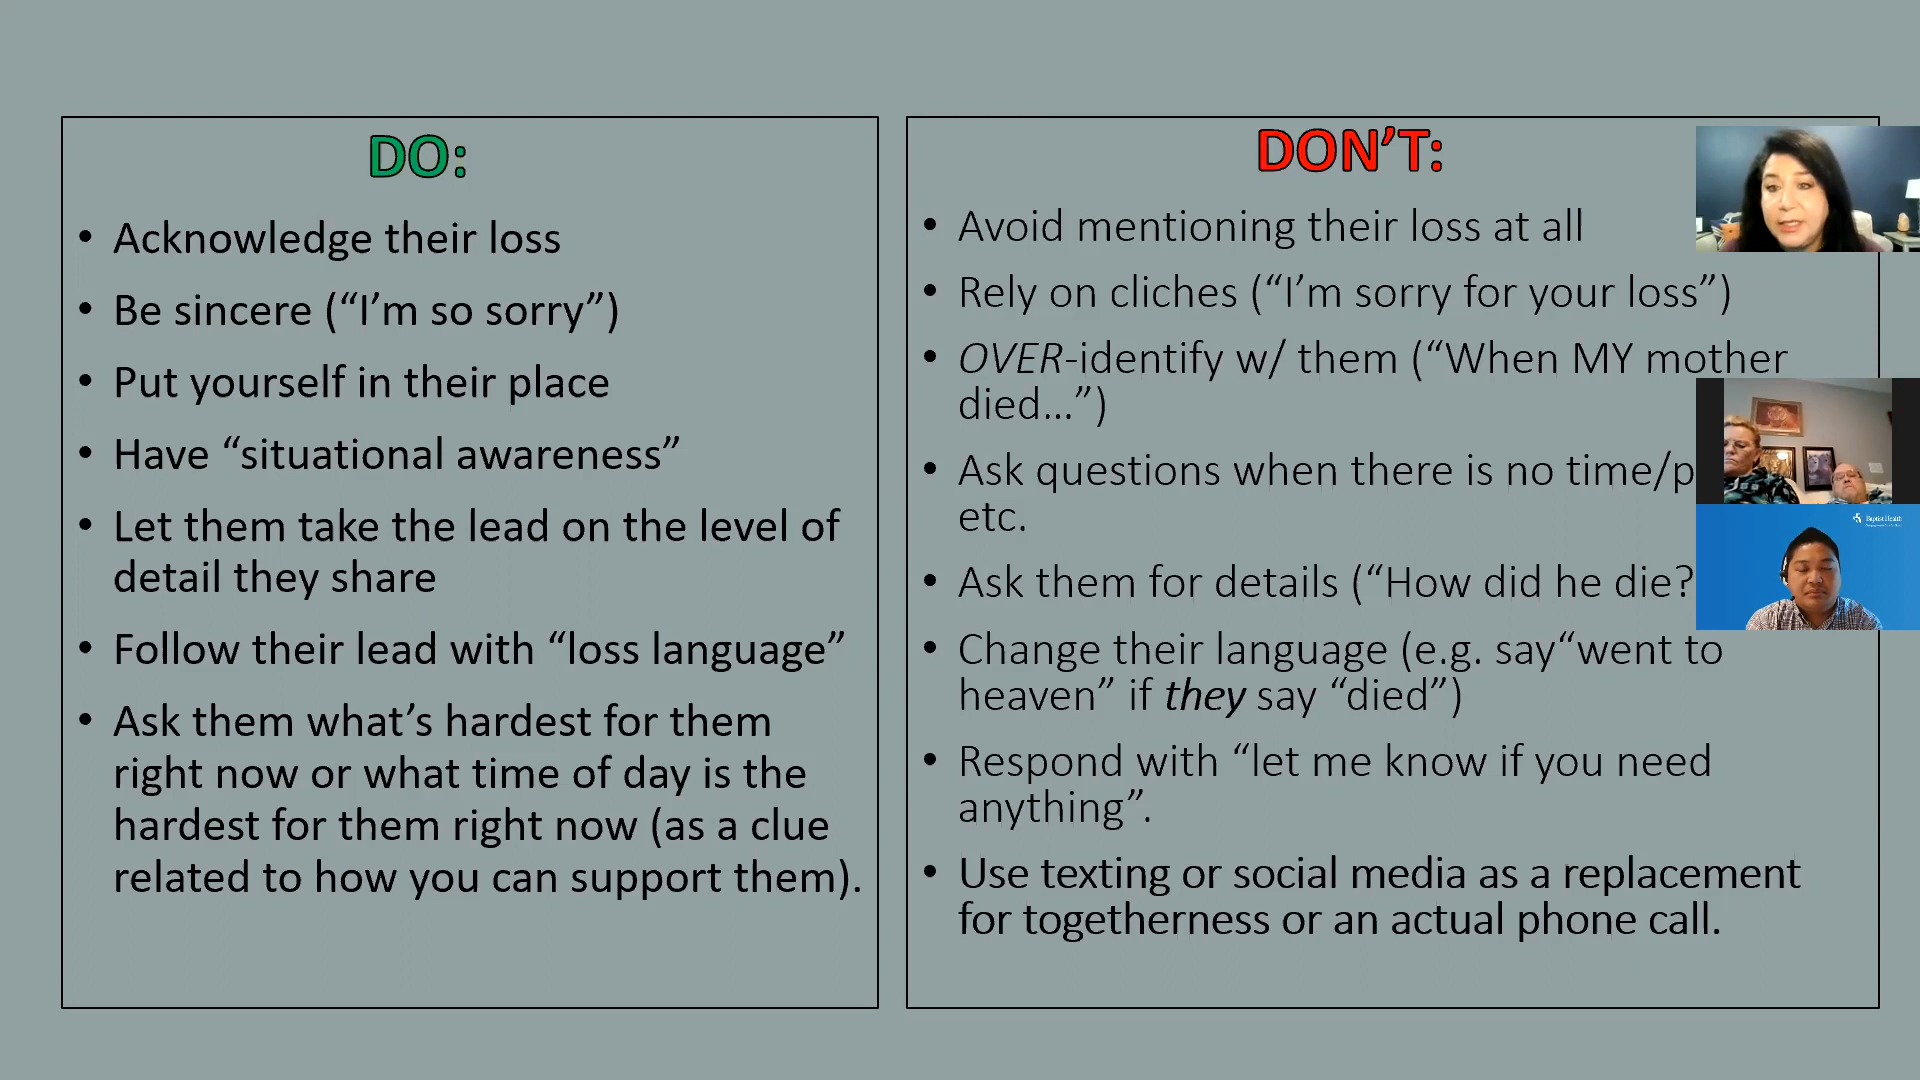 DO:
• Acknowledge their loss
• Be sincere (“I’m so sorry”)
• Put yourself in their place
• Have “situational awareness”
• Let them take the lead on the level of
detail they share
• Follow their lead with “loss language”
• Ask them what’s hardest for them
right now or what time of day is the
hardest for them right now (as a clue
related to how you can support them).
DON’T:
• Avoid mentioning their loss at all
• Rely on cliches (“I’m sorry for your loss”)
• OVER-identify w/ them (“When MY mother
died…”)
• Ask questions when there is no time/p
etc.
• Ask them for details (“How did he die?
• Change their language (e.g. say“went to
heaven” if they say “died”)
• Respond with “let me know if you need
anything”.
• Use texting or social media as a replacement
for togetherness or an actual phone call.
Baptist Health